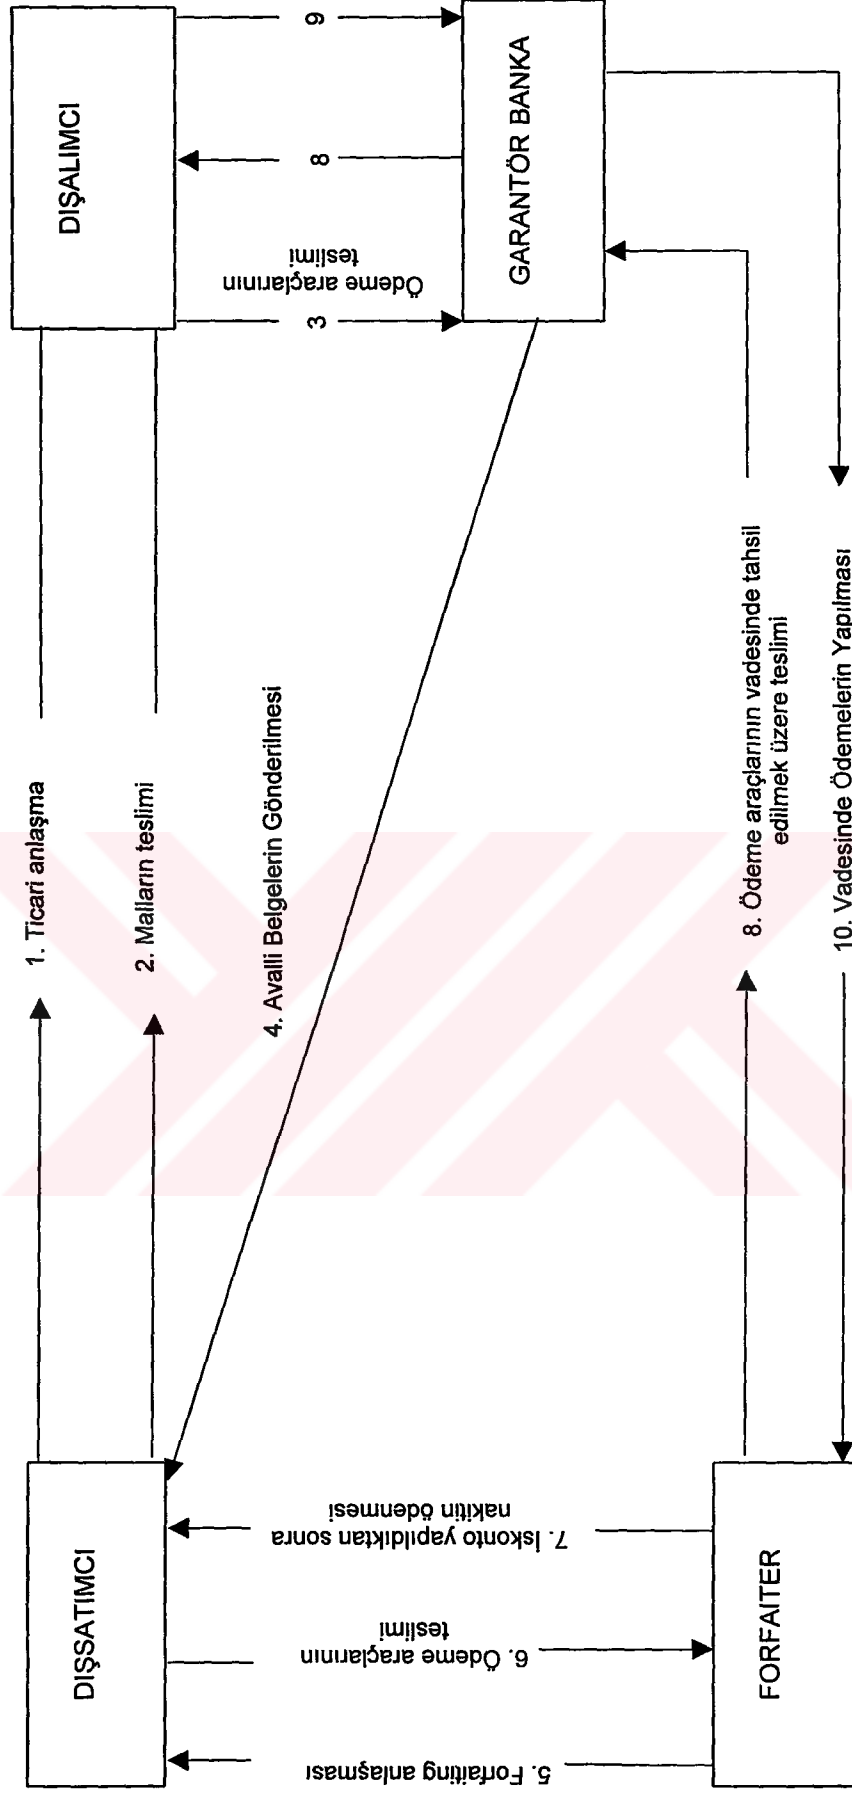 DIŞSATIMCI
1. Ticari anlaşma
2. Malların teslimi
DIŞALIMCI
4. Avalli Belgelerin Gönderilmesi
5. Forfaiting anlaşması
6. Ödeme araçlarının
teslimi
7. İskonto yapıldıktan sonra
nakitin ödenmesi
3
Ödeme araçlarının
teslimi
8
9
FORFAITER
8. Ödeme araçlarının vadesinde tahsil
edilmek üzere teslimi
10. Vadesinde Ödemelerin Yapılması
GARANTÖR BANKA